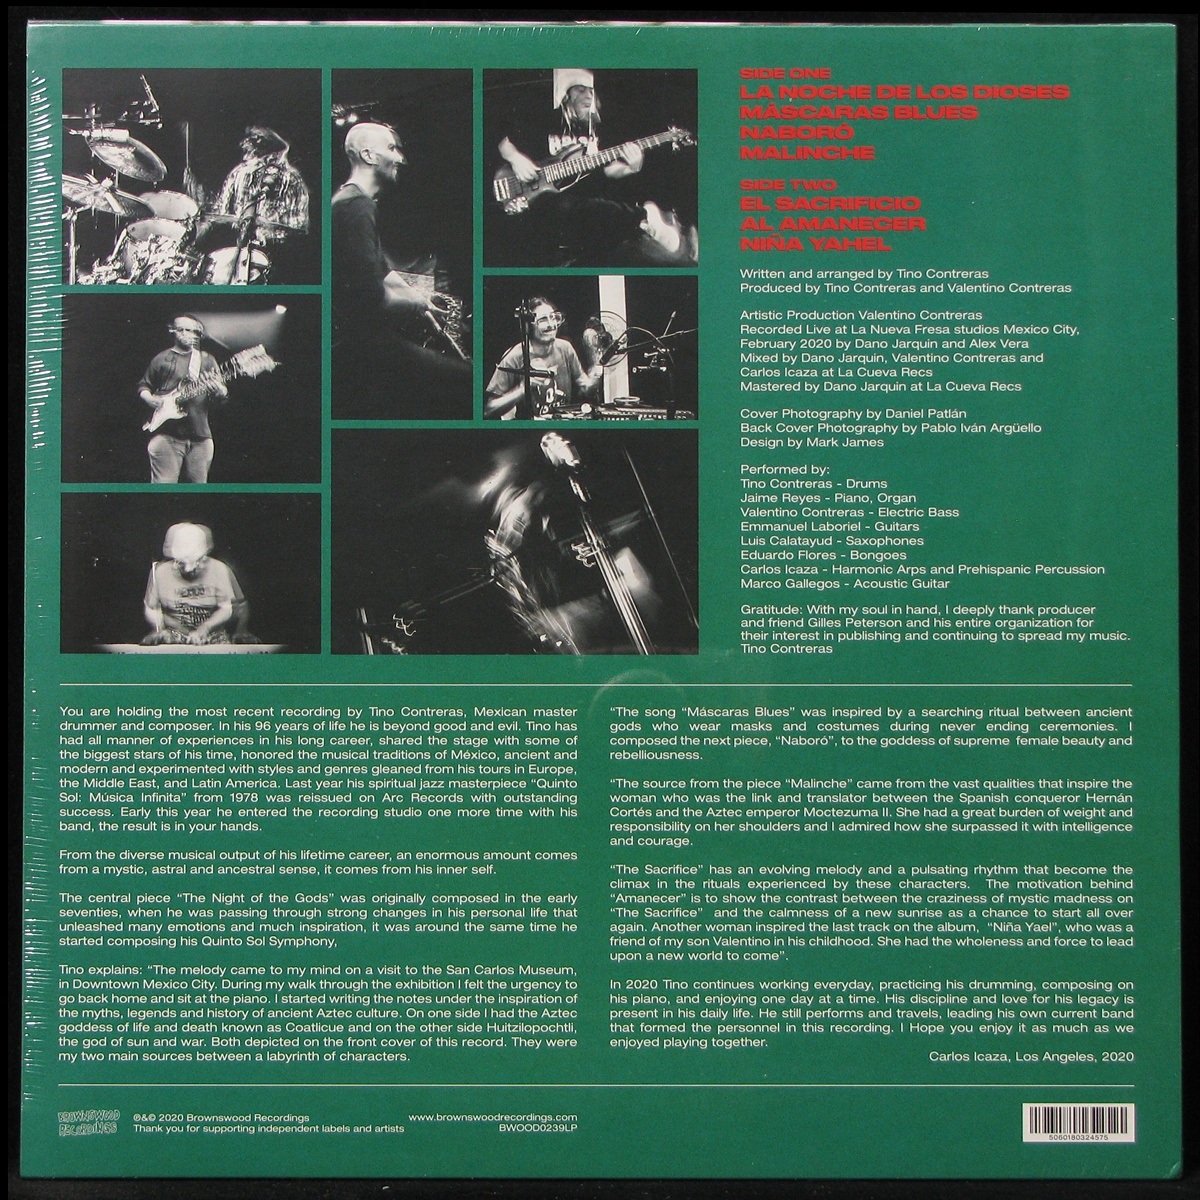 SIDE ONE
LA NOCHE DE LOS DIOSES
MÁSCARAS BLUES
NABORÓ
MALINCHE
SIDE TWO
EL SACRIFICIO
AL AMANECER
NIÑA YAHEL
Written and arranged by Tino Contreras
Produced by Tino Contreras and Valentino Contreras
Artistic Production Valentino Contreras
Recorded Live at La Nueva Fresa studios Mexico City,
February 2020 by Dano Jarquin and Alex Vera
Mixed by Dano Jarquin, Valentino Contreras and
Carlos Icaza at La Cueva Recs
Mastered by Dano Jarquin at La Cueva Recs
Cover Photography by Daniel Patlán
Back Cover Photography by Pablo Iván Argüello
Design by Mark James
Performed by:
Tino Contreras - Drums
Jaime Reyes - Piano, Organ
Valentino Contreras - Electric Bass
Emmanuel Laboriel - Guitars
Luis Calatayud - Saxophones
Eduardo Flores - Bongoes
Carlos Icaza - Harmonic Arps and Prehispanic Percussion
Marco Gallegos - Acoustic Guitar
Gratitude: With my soul in hand, I deeply thank producer
and friend Gilles Peterson and his entire organization for
their interest in publishing and continuing to spread my music.
Tino Contreras
You are holding the most recent recording by Tino Contreras, Mexican master
drummer and composer. In his 96 years of life he is beyond good and evil. Tino has
had all manner of experiences in his long career, shared the stage with some of
the biggest stars of his time, honored the musical traditions of México, ancient and
modern and experimented with styles and genres gleaned from his tours in Europe,
the Middle East, and Latin America. Last year his spiritual jazz masterpiece “Quinto
Sol: Música Infinita” from 1978 was reissued on Arc Records with outstanding
success. Early this year he entered the recording studio one more time with his
band, the result is in your hands.
From the diverse musical output of his lifetime career, an enormous amount comes
from a mystic, astral and ancestral sense, it comes from his inner self.
The central piece “The Night of the Gods” was originally composed in the early
seventies, when he was passing through strong changes in his personal life that
unleashed many emotions and much inspiration, it was around the same time he
started composing his Quinto Sol Symphony,
Tino explains: “The melody came to my mind on a visit to the San Carlos Museum,
in Downtown Mexico City. During my walk through the exhibition I felt the urgency to
go back home and sit at the piano. I started writing the notes under the inspiration of
the myths, legends and history of ancient Aztec culture. On one side I had the Aztec
goddess of life and death known as Coatlicue and on the other side Huitzilopochtli,
the god of sun and war. Both depicted on the front cover of this record. They were
my two main sources between a labyrinth of characters.
“The song “Máscaras Blues” was inspired by a searching ritual between ancient
gods who wear masks and costumes during never ending ceremonies. I
composed the next piece, “Naboró”, to the goddess of supreme female beauty and
rebelliousness.
“The source from the piece “Malinche” came from the vast qualities that inspire the
woman who was the link and translator between the Spanish conqueror Hernán
Cortés and the Aztec emperor Moctezuma II. She had a great burden of weight and
responsibility on her shoulders and I admired how she surpassed it with intelligence
and courage.
“The Sacrifice” has an evolving melody and a pulsating rhythm that become the
climax in the rituals experienced by these characters. The motivation behind
“Amanecer” is to show the contrast between the craziness of mystic madness on
“The Sacrifice” and the calmness of a new sunrise as a chance to start all over
again. Another woman inspired the last track on the album, “Niña Yael”, who was a
friend of my son Valentino in his childhood. She had the wholeness and force to lead
upon a new world to come”.
In 2020 Tino continues working everyday, practicing his drumming, composing on
his piano, and enjoying one day at a time. His discipline and love for his legacy is
present in his daily life. He still performs and travels, leading his own current band
that formed the personnel in this recording. I Hope you enjoy it as much as we
enjoyed playing together.
Carlos Icaza, Los Angeles, 2020
BROWNSWOOD
RECORDINGS
℗&© 2020 Brownswood Recordings
Thank you for supporting independent labels and artists
www.brownswoodrecordings.com
BWOOD0239LP
5060180324575